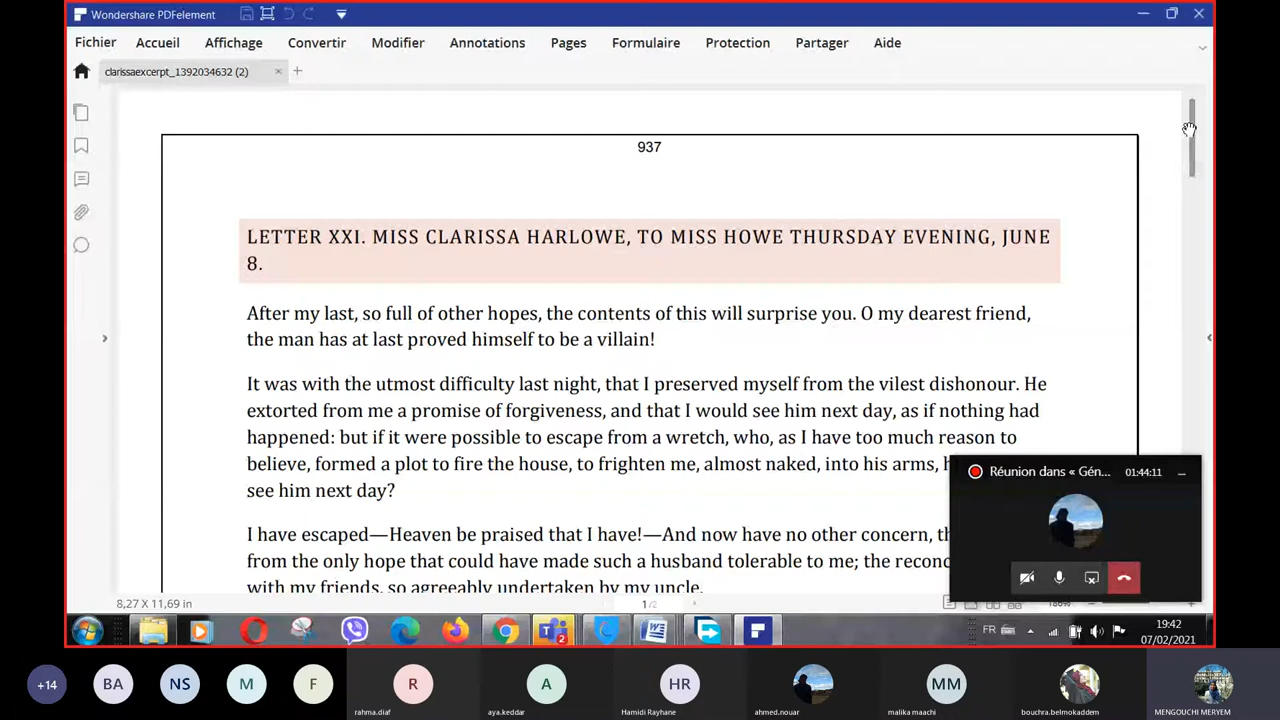 Wondershare PDFelement
Fichier Accueil Affichage Convertir Modifier Annotations Pages Formulaire Protection Partager Aide
clarissaexcerpt_1392034632 (2)
937
LETTER XXI. MISS CLARISSA HARLOWE, TO MISS HOWE THURSDAY EVENING, JUNE
8.
After my last, so full of other hopes, the contents of this will surprise you. O my dearest friend,
the man has at last proved himself to be a villain!
It was with the utmost difficulty last night, that I preserved myself from the vilest dishonour. He
extorted from me a promise of forgiveness, and that I would see him next day, as if nothing had
happened: but if it were possible to escape from a wretch, who, as I have too much reason to
believe, formed a plot to fire the house, to frighten me, almost naked, into his arms,
see him next day?
I have escaped—Heaven be praised that I have!—And now have no other concern,
from the only hope that could have made such a husband tolerable to me; the
with my friends, so agreeably undertaken by my uncle.
Réunion dans « Gén... 01:44:11
8,27 X 11,69 in
1/2
186%
2
FR
19:42
07/02/2021
+14 BA NS M F R A HR MM
rahma.diaf aya.keddar Hamidi Rayhane ahmed.nouar malika maachi bouchra.belmokaddem MENGOUCHI MERYEM